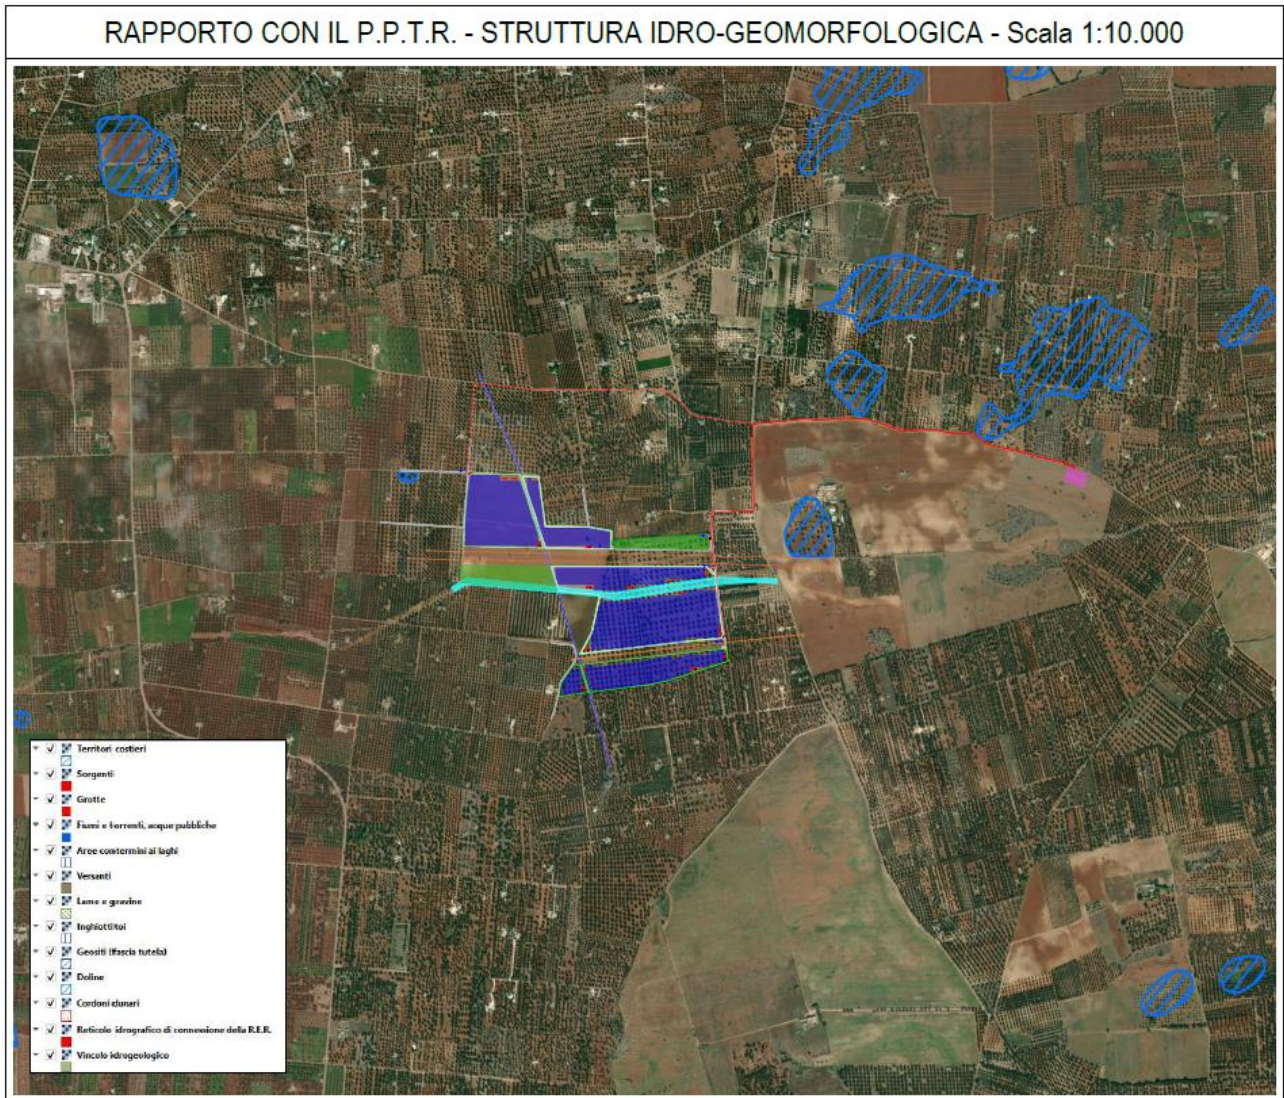 RAPPORTO CON IL P.P.T.R. - STRUTTURA IDRO-GEOMORFOLOGICA - Scala 1:10.000
Territori costieri
Sorgenti
Grotte
Fiumi e torrenti, acque pubbliche
Aree contermini ai laghi
Versanti
Lame e gravine
Inghiottitoi
Geositi (fascia tutela)
Doline
Cordoni dunari
Reticolo idrografico di connessione della R.E.R.
Vincolo idrogeologico